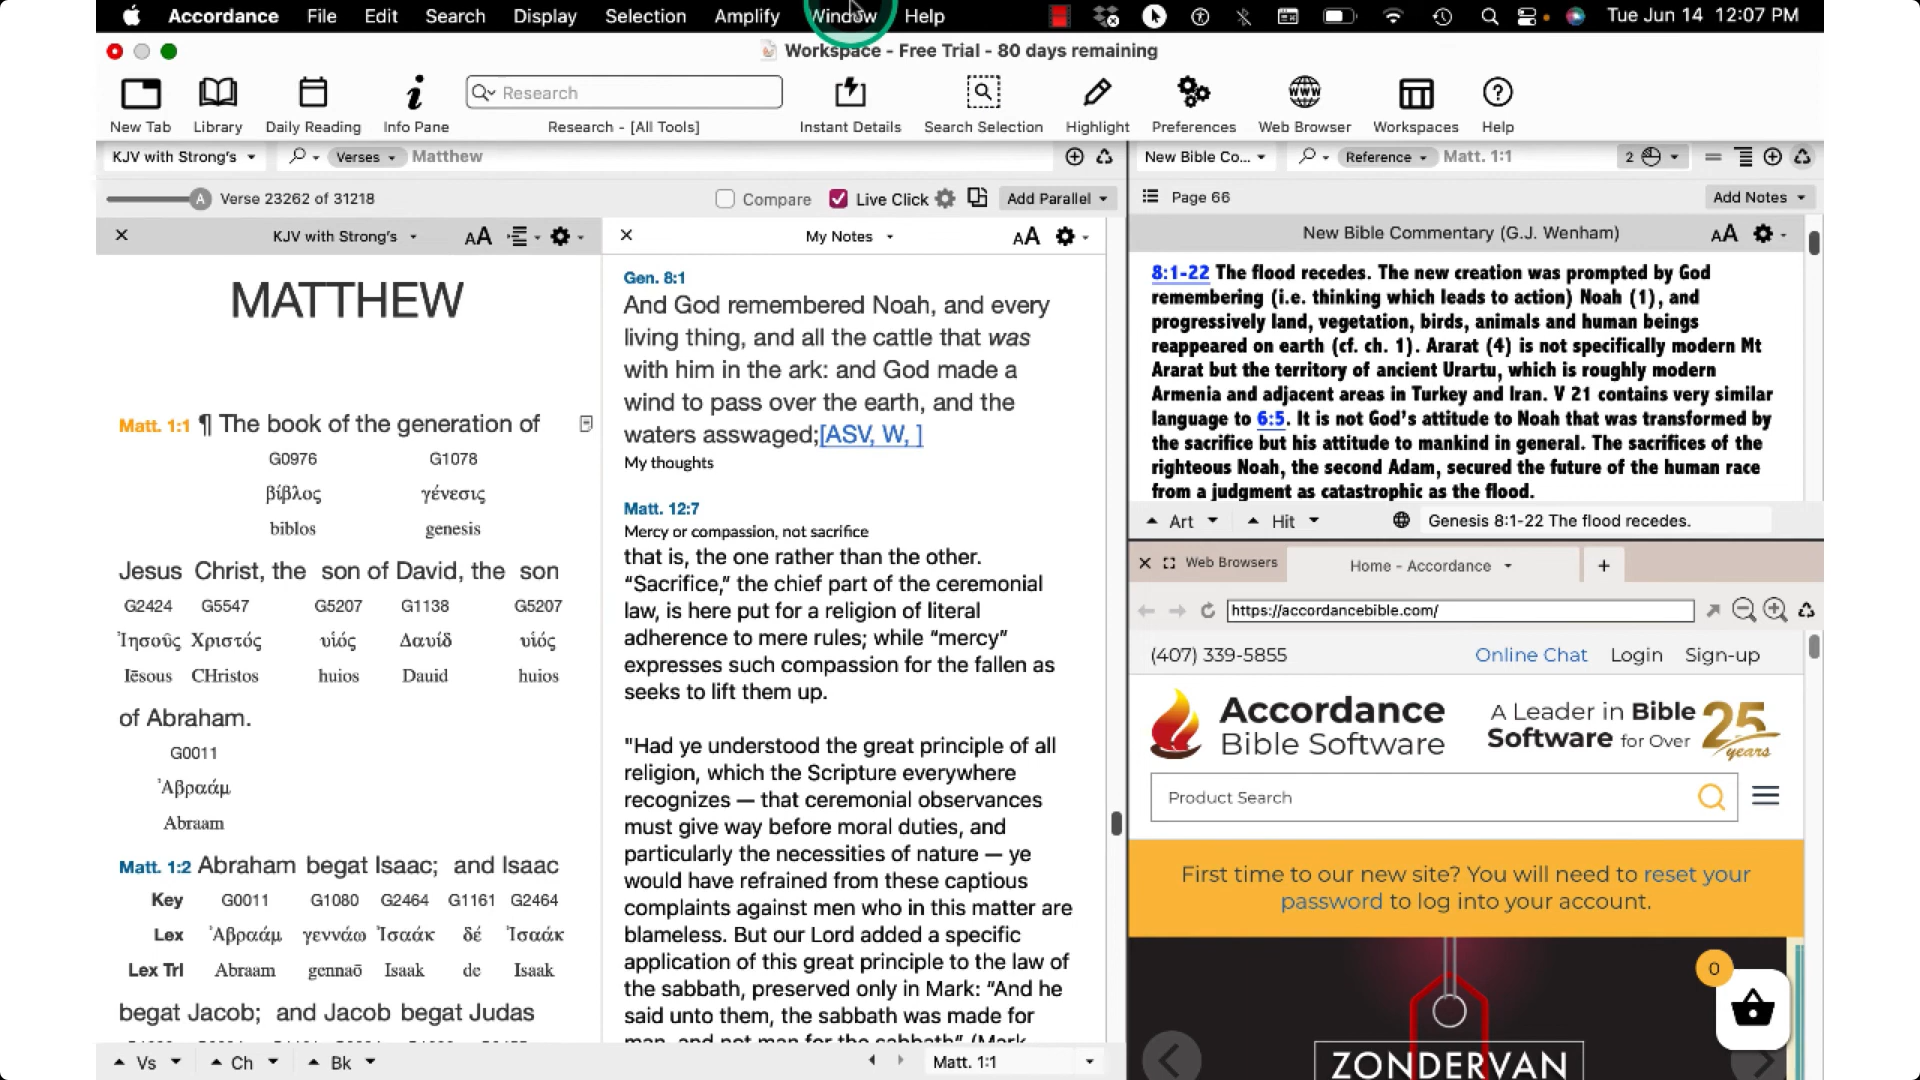 Accordance File Edit Search Display Selection Amplify Window Help Tue Jun 14 12:07 PM
Workspace - Free Trial - 80 days remaining
New Tab Library Daily Reading Info Pane Research Research - [All Tools] Instant Details Search Selection Highlight Preferences Web Browser Workspaces Help
KJV with Strong's Verses Matthew
A Verse 23262 of 31218 Compare Live Click Add Parallel
KJV with Strong's AA
MATTHEW
Matt. 1:1 ¶ The book of the generation of
G0976 G1078
βίβλος γένεσις
biblos genesis
Jesus Christ, the son of David, the son
G2424 G5547 G5207 G1138 G5207
Ἰησοῦς Χριστός υἱός Δαυίδ υἱός
Iēsous CHristos huios Dauid huios
of Abraham.
G0011
Ἀβραάμ
Abraam
Matt. 1:2 Abraham begat Isaac; and Isaac
Key G0011 G1080 G2464 G1161 G2464
Lex Ἀβραάμ γεννάω Ἰσαάκ δέ Ἰσαάκ
Lex Trl Abraam gennaō Isaak de Isaak
begat Jacob; and Jacob begat Judas
Vs Ch Bk
My Notes AA
Gen. 8:1
And God remembered Noah, and every
living thing, and all the cattle that was
with him in the ark: and God made a
wind to pass over the earth, and the
waters asswaged;[ASV, W, ]
My thoughts
Matt. 12:7
Mercy or compassion, not sacrifice
that is, the one rather than the other.
“Sacrifice,” the chief part of the ceremonial
law, is here put for a religion of literal
adherence to mere rules; while “mercy”
expresses such compassion for the fallen as
seeks to lift them up.
"Had ye understood the great principle of all
religion, which the Scripture everywhere
recognizes — that ceremonial observances
must give way before moral duties, and
particularly the necessities of nature — ye
would have refrained from these captious
complaints against men who in this matter are
blameless. But our Lord added a specific
application of this great principle to the law of
the sabbath, preserved only in Mark: “And he
said unto them, the sabbath was made for
man, and not man for the sabbath” (Mark
Matt. 1:1
New Bible Co... Reference Matt. 1:1 2
Page 66 Add Notes
New Bible Commentary (G.J. Wenham) AA
8:1-22 The flood recedes. The new creation was prompted by God
remembering (i.e. thinking which leads to action) Noah (1), and
progressively land, vegetation, birds, animals and human beings
reappeared on earth (cf. ch. 1). Ararat (4) is not specifically modern Mt
Ararat but the territory of ancient Urartu, which is roughly modern
Armenia and adjacent areas in Turkey and Iran. V 21 contains very similar
language to 6:5. It is not God's attitude to Noah that was transformed by
the sacrifice but his attitude to mankind in general. The sacrifices of the
righteous Noah, the second Adam, secured the future of the human race
from a judgment as catastrophic as the flood.
Art Hit Genesis 8:1-22 The flood recedes.
Web Browsers Home - Accordance +
https://accordancebible.com/
(407) 339-5855 Online Chat Login Sign-up
Accordance
Bible Software
A Leader in Bible
Software for Over
25 years
Product Search
First time to our new site? You will need to reset your
password to log into your account.
0
ZONDERVAN